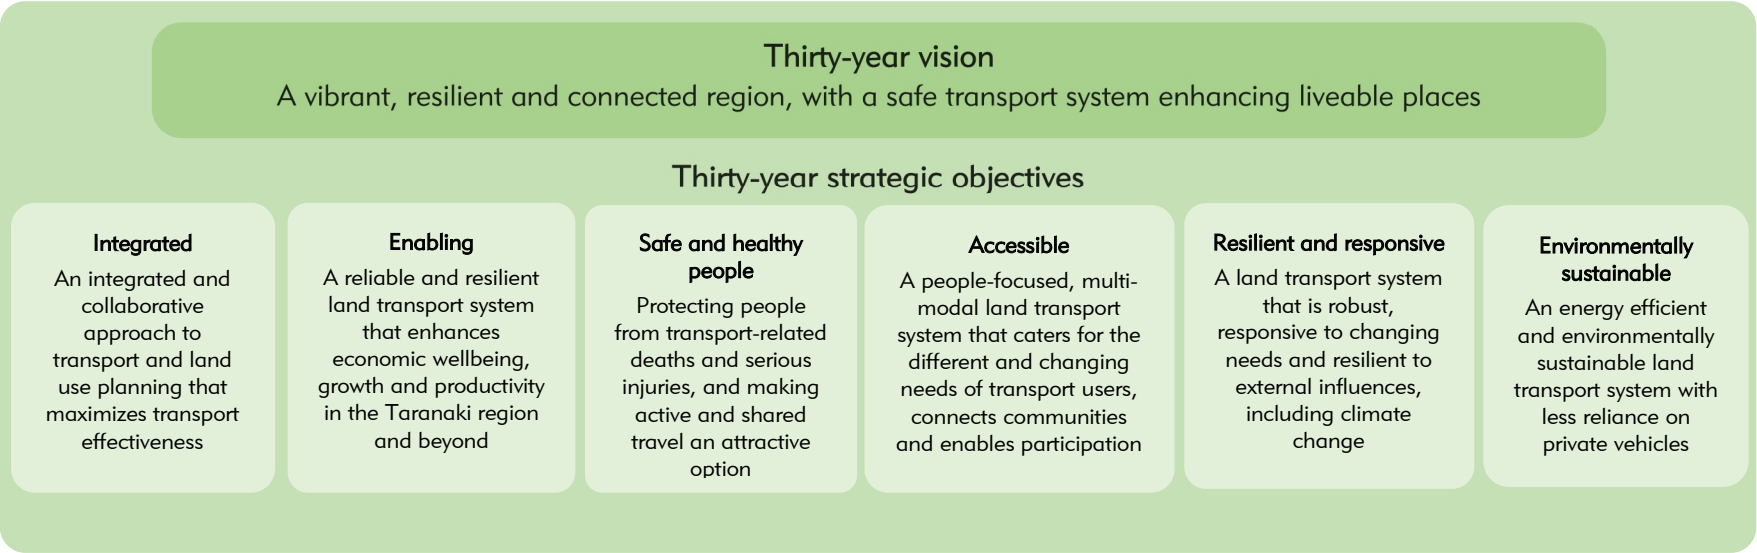 Thirty-year vision
A vibrant, resilient and connected region, with a safe transport system enhancing liveable places
Thirty-year strategic objectives
Integrated
An integrated and
collaborative
approach to
transport and land
use planning that
maximizes transport
effectiveness
Enabling
A reliable and resilient
land transport system
that enhances
economic wellbeing,
growth and productivity
in the Taranaki region
and beyond
Safe and healthy
people
Protecting people
from transport-related
deaths and serious
injuries, and making
active and shared
travel an attractive
option
Accessible
A people-focused, multi-
modal land transport
system that caters for the
different and changing
needs of transport users,
connects communities
and enables participation
Resilient and responsive
A land transport system
that is robust,
responsive to changing
needs and resilient to
external influences,
including climate
change
Environmentally
sustainable
An energy efficient
and environmentally
sustainable land
transport system with
less reliance on
private vehicles